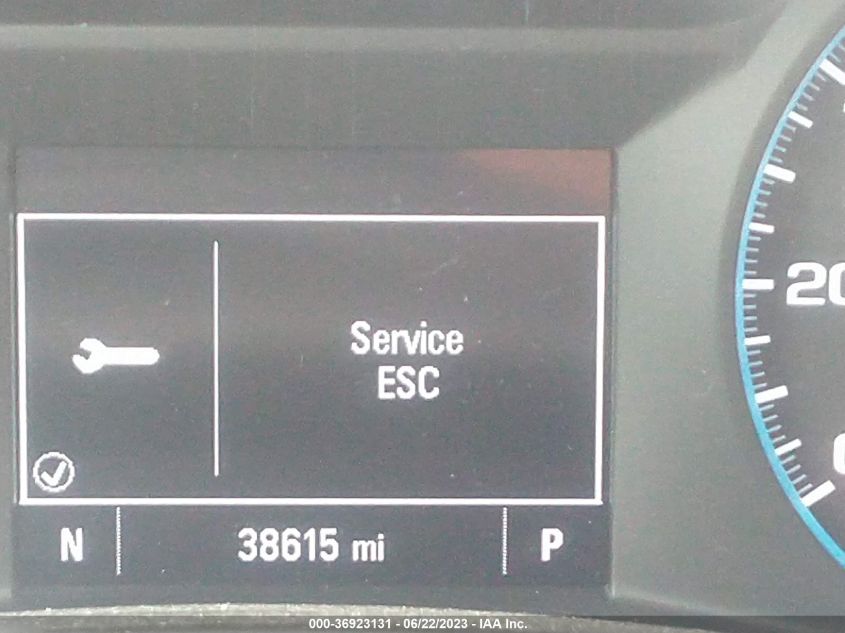 Service
ESC
20
N 38615 mi P
000-36923131 - 06/22/2023 - IAA Inc.